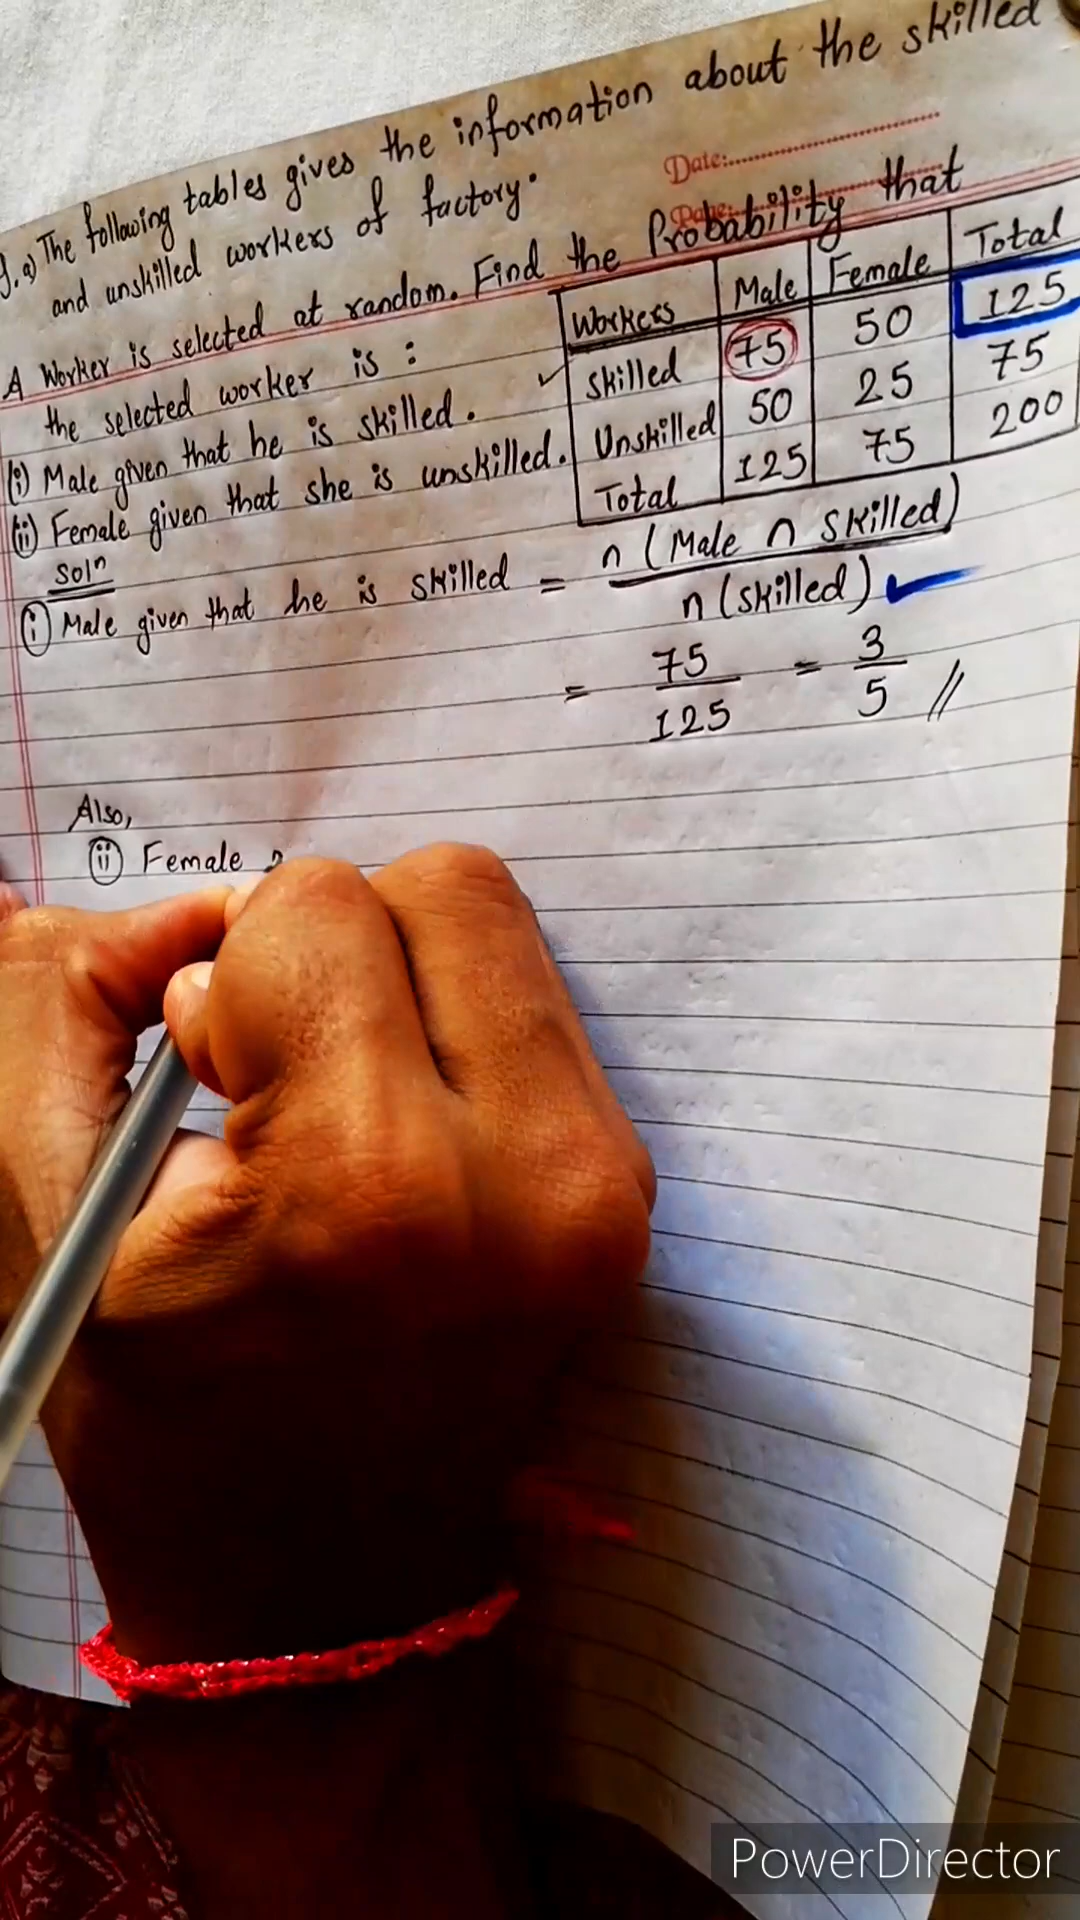 g.a) The following tables gives the information about the skilled
and unskilled workers of factory.
Date:
A Worker is selected at random. Find the Probability that
the selected worker is :
(i) Male given that he is skilled.
(ii) Female given that she is unskilled.
Workers Male Female Total
Skilled 75 50 125
Unskilled 50 25 75
Total 125 75 200
Soln
(i) Male given that he is skilled = n (Male ∩ Skilled) / n (skilled)
= 75/125 = 3/5 //
Also,
(ii) Female
PowerDirector